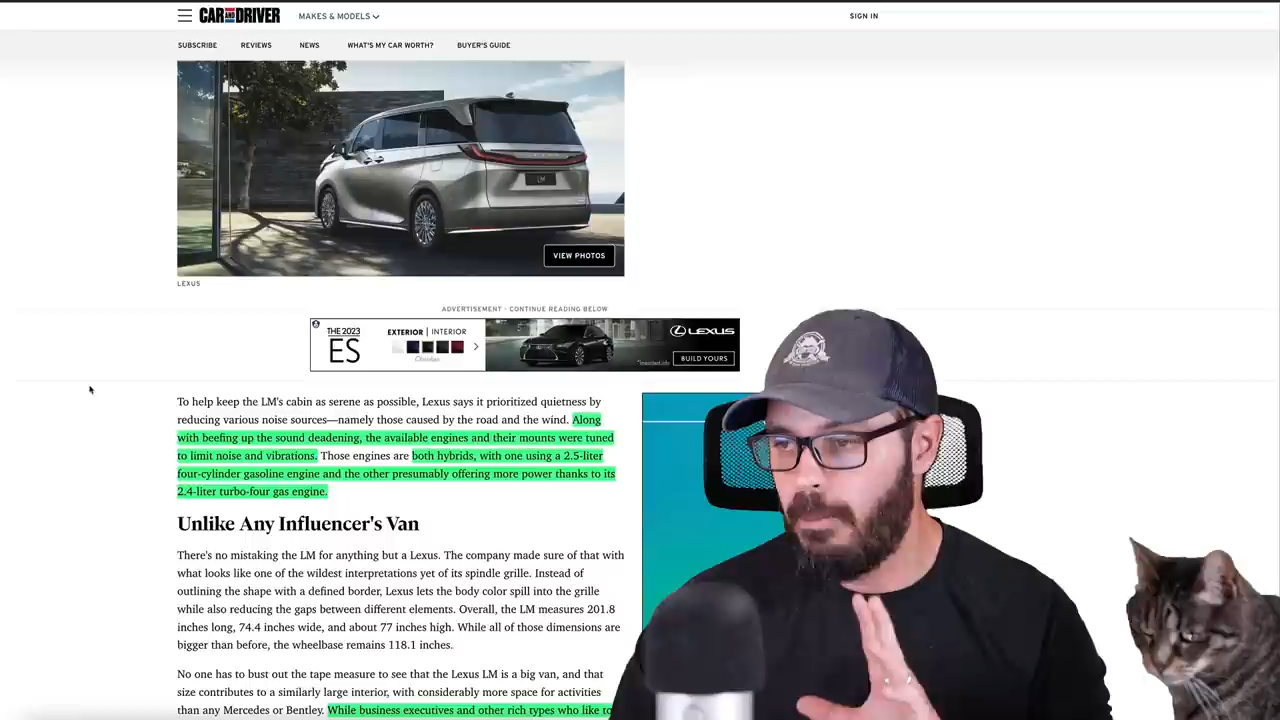 CAR AND DRIVER
MAKES & MODELS
SIGN IN
SUBSCRIBE
REVIEWS
NEWS
WHAT'S MY CAR WORTH?
BUYER'S GUIDE
LM
VIEW PHOTOS
LEXUS
ADVERTISEMENT - CONTINUE READING BELOW
THE 2023
ES
EXTERIOR | INTERIOR
Obsidian
LEXUS
*Important Info
BUILD YOURS
To help keep the LM's cabin as serene as possible, Lexus says it prioritized quietness by
reducing various noise sources—namely those caused by the road and the wind. Along
with beefing up the sound deadening, the available engines and their mounts were tuned
to limit noise and vibrations. Those engines are both hybrids, with one using a 2.5-liter
four-cylinder gasoline engine and the other presumably offering more power thanks to its
2.4-liter turbo-four gas engine.
Unlike Any Influencer's Van
There's no mistaking the LM for anything but a Lexus. The company made sure of that with
what looks like one of the wildest interpretations yet of its spindle grille. Instead of
outlining the shape with a defined border, Lexus lets the body color spill into the grille
while also reducing the gaps between different elements. Overall, the LM measures 201.8
inches long, 74.4 inches wide, and about 77 inches high. While all of those dimensions are
bigger than before, the wheelbase remains 118.1 inches.
No one has to bust out the tape measure to see that the Lexus LM is a big van, and that
size contributes to a similarly large interior, with considerably more space for activities
than any Mercedes or Bentley. While business executives and other rich types who like to